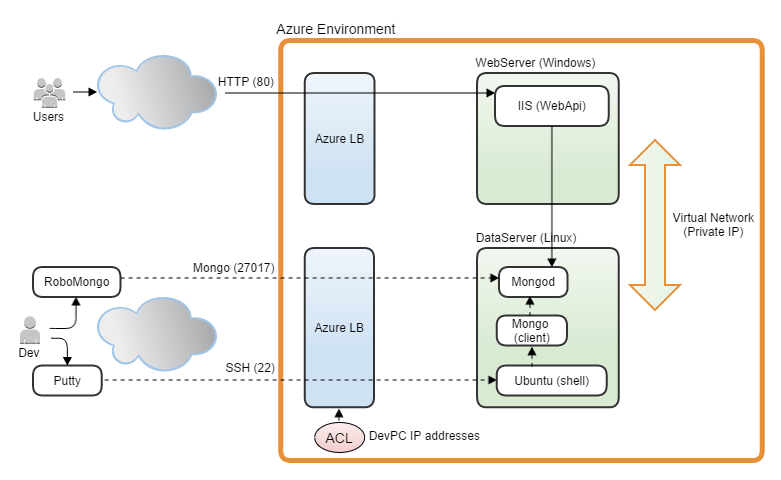 Azure Environment
WebServer (Windows)
HTTP (80)
IIS (WebApi)
Users
Azure LB
Virtual Network
(Private IP)
DataServer (Linux)
Mongo (27017)
RoboMongo
Mongod
Azure LB
Mongo
(client)
Dev
SSH (22)
Putty
Ubuntu (shell)
ACL
DevPC IP addresses